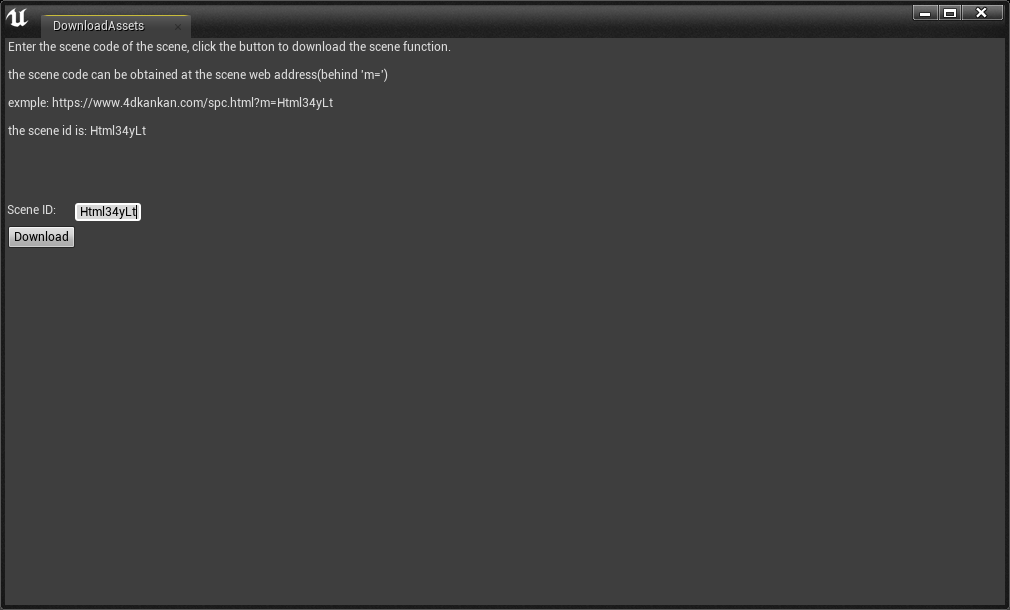 DownloadAssets
Enter the scene code of the scene, click the button to download the scene function.
the scene code can be obtained at the scene web address(behind 'm=')
exmple: https://www.4dkankan.com/spc.html?m=Html34yLt
the scene id is: Html34yLt
Scene ID: Html34yLt
Download